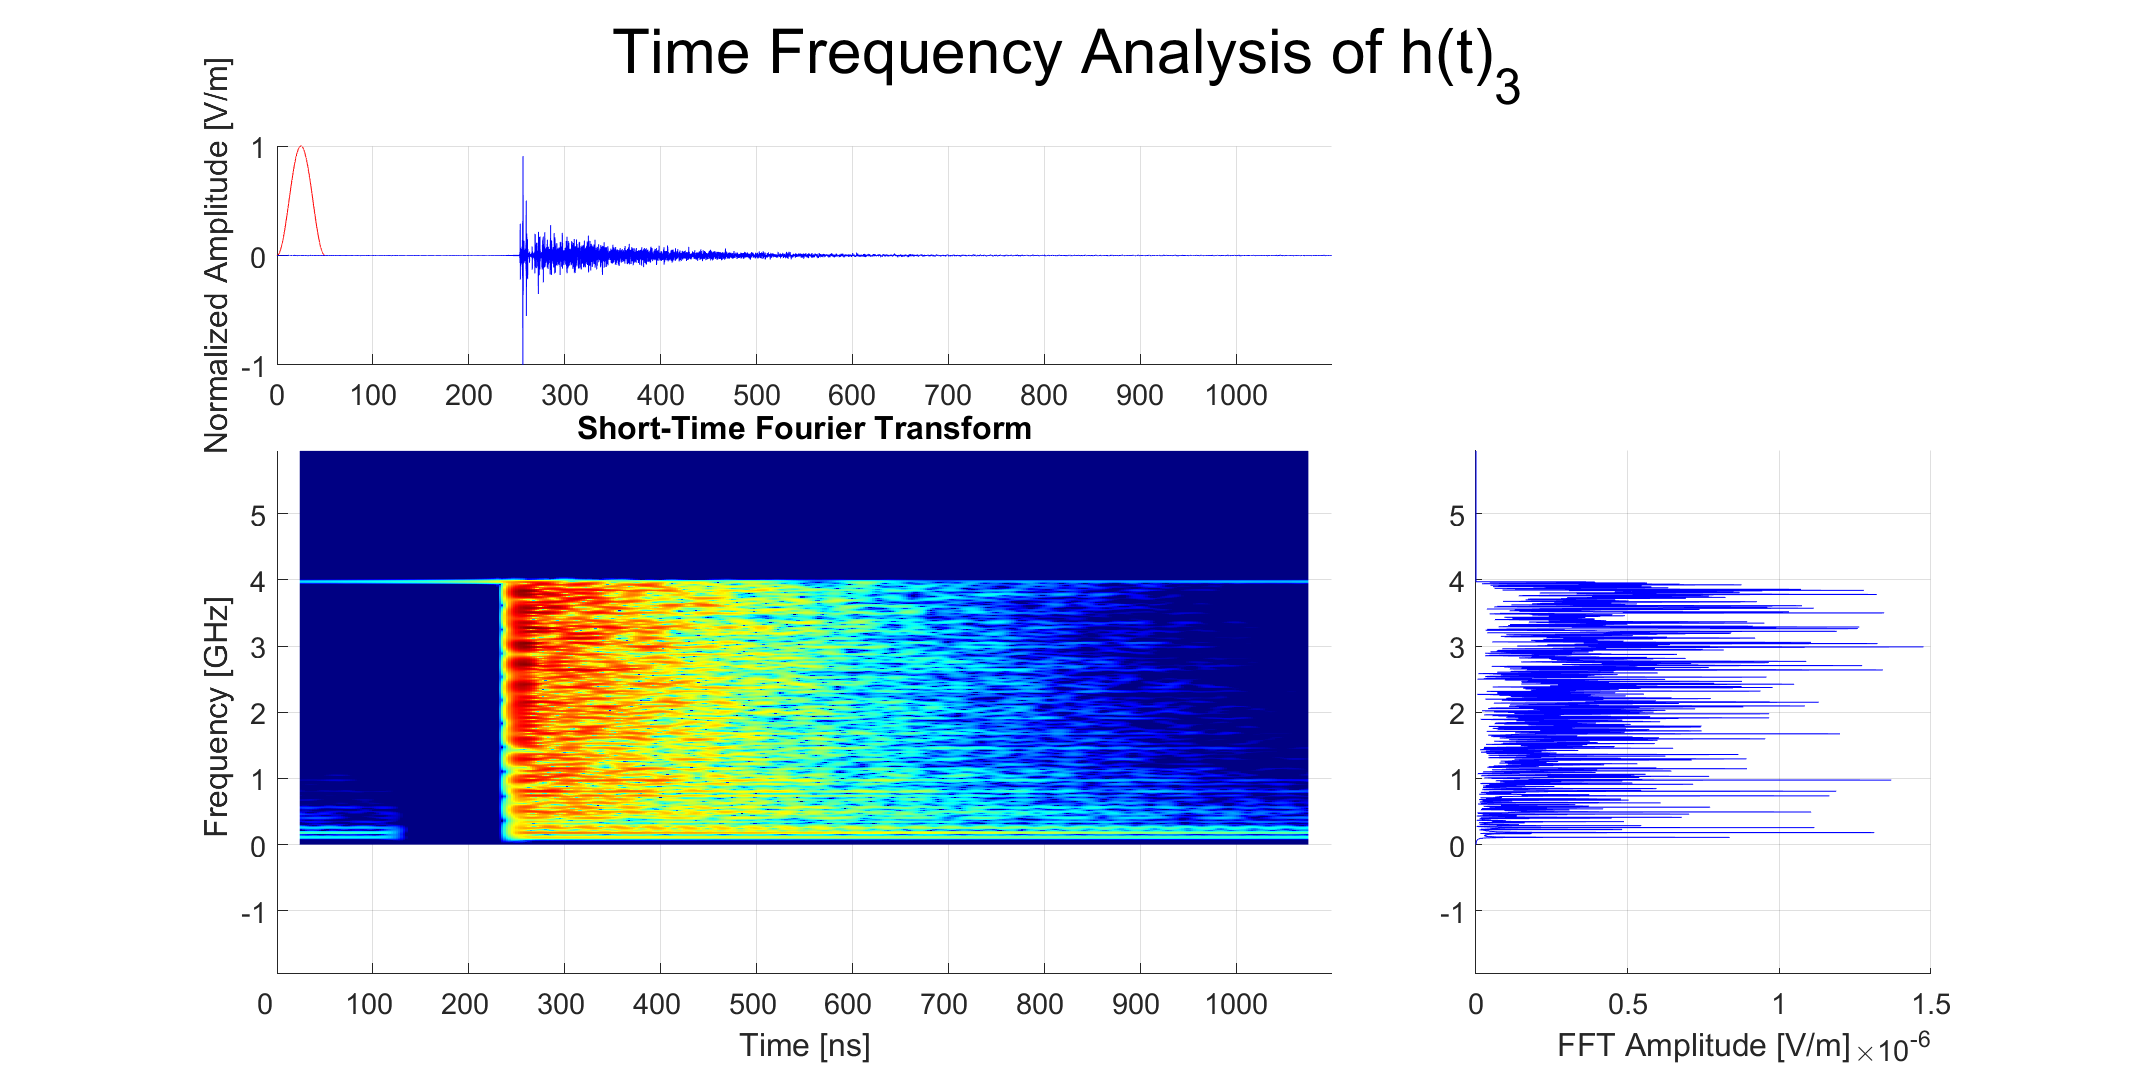 Time Frequency Analysis of h(t)₃
Normalized Amplitude [V/m]
1
0
-1
0 100 200 300 400 500 600 700 800 900 1000
Short-Time Fourier Transform
Frequency [GHz]
5
4
3
2
1
0
-1
0 100 200 300 400 500 600 700 800 900 1000
Time [ns]
5
4
3
2
1
0
-1
0 0.5 1 1.5
FFT Amplitude [V/m] ×10⁻⁶